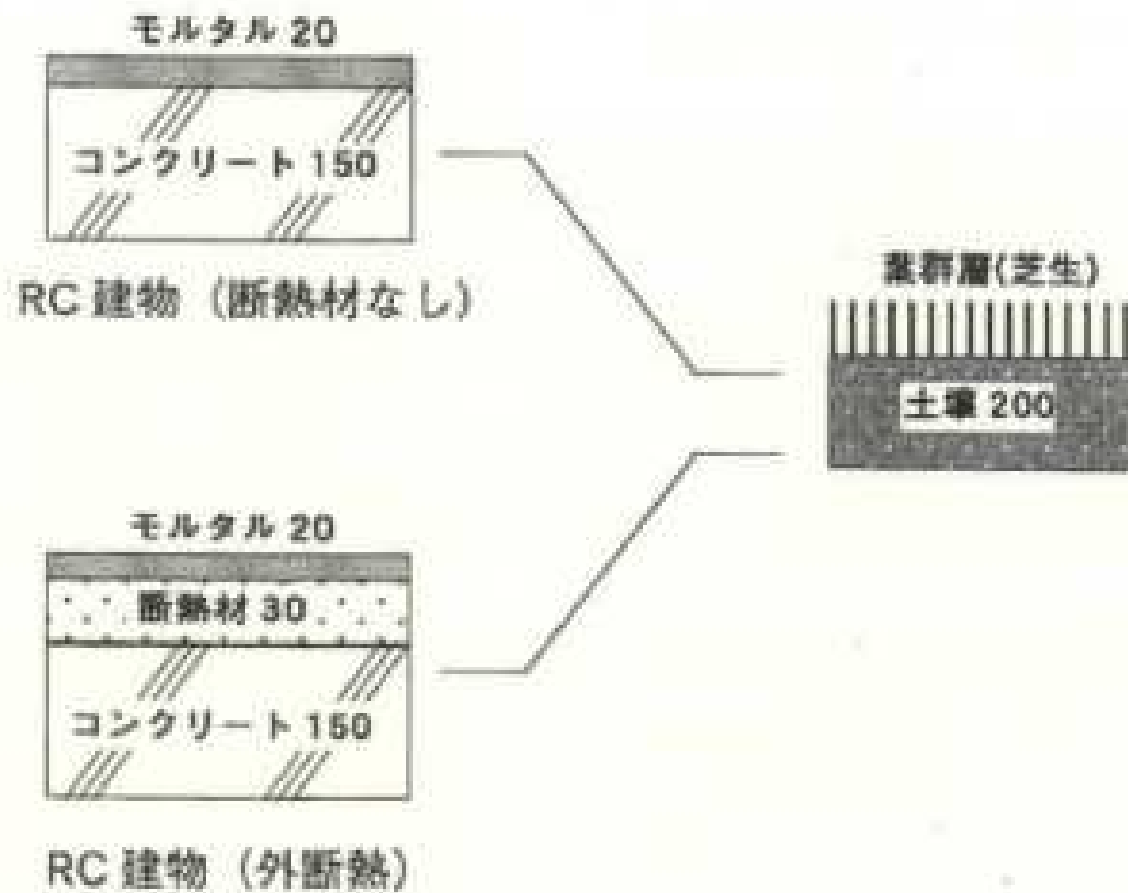 モルタル 20
コンクリート 150
RC 建物 (断熱材なし)
葉群層(芝生)
土壌 200
モルタル 20
断熱材 30
コンクリート 150
RC 建物 (外断熱)